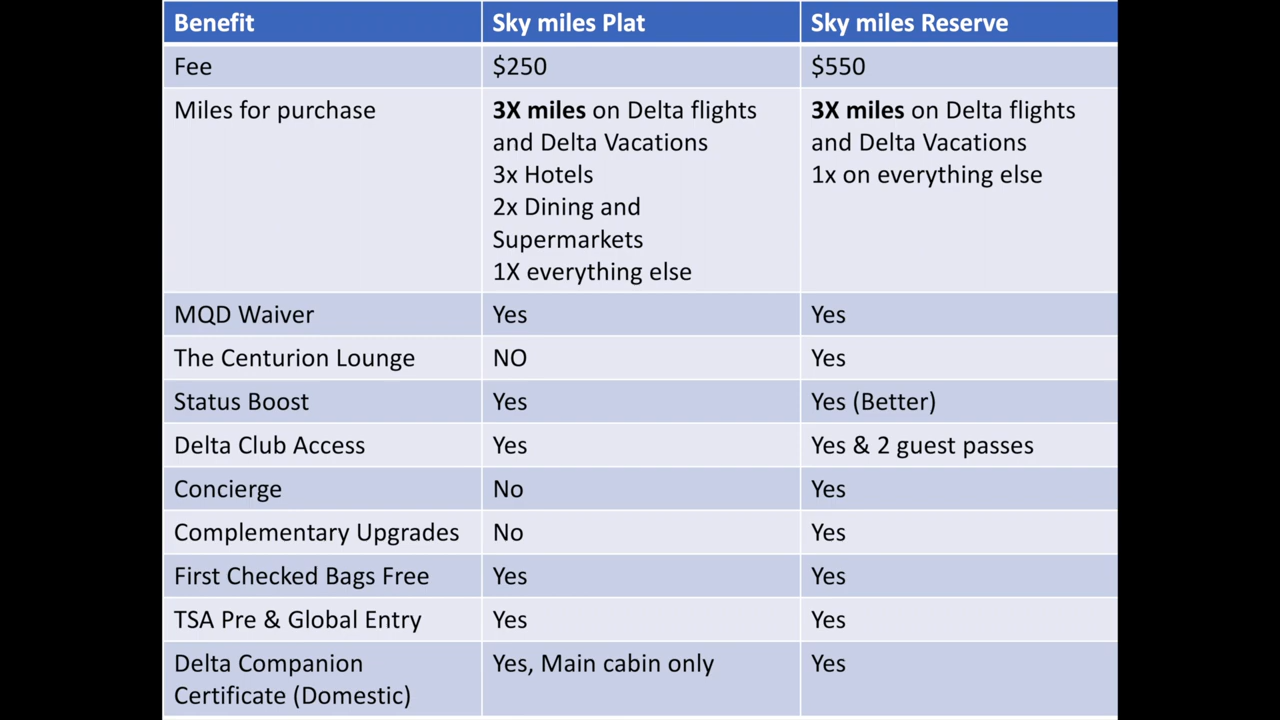 Benefit Sky miles Plat Sky miles Reserve
Fee $250 $550
Miles for purchase 3X miles on Delta flights 3X miles on Delta flights
and Delta Vacations and Delta Vacations
3x Hotels 1x on everything else
2x Dining and
Supermarkets
1X everything else
MQD Waiver Yes Yes
The Centurion Lounge NO Yes
Status Boost Yes Yes (Better)
Delta Club Access Yes Yes & 2 guest passes
Concierge No Yes
Complementary Upgrades No Yes
First Checked Bags Free Yes Yes
TSA Pre & Global Entry Yes Yes
Delta Companion Yes, Main cabin only Yes
Certificate (Domestic)